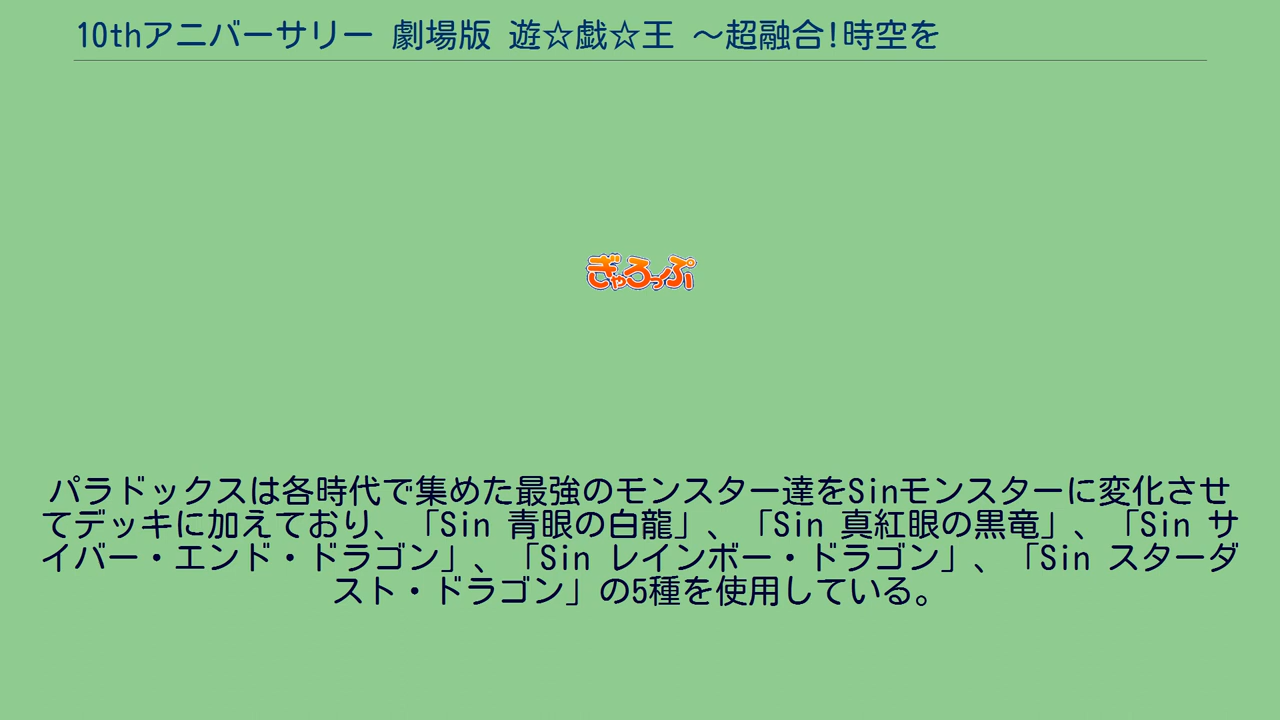 10thアニバーサリー 劇場版 遊☆戯☆王 ～超融合!時空を
ぎゃろっぷ
パラドックスは各時代で集めた最強のモンスター達をSinモンスターに変化させ
てデッキに加えており、「Sin 青眼の白龍」、「Sin 真紅眼の黒竜」、「Sin サ
イバー・エンド・ドラゴン」、「Sin レインボー・ドラゴン」、「Sin スターダ
スト・ドラゴン」の5種を使用している。